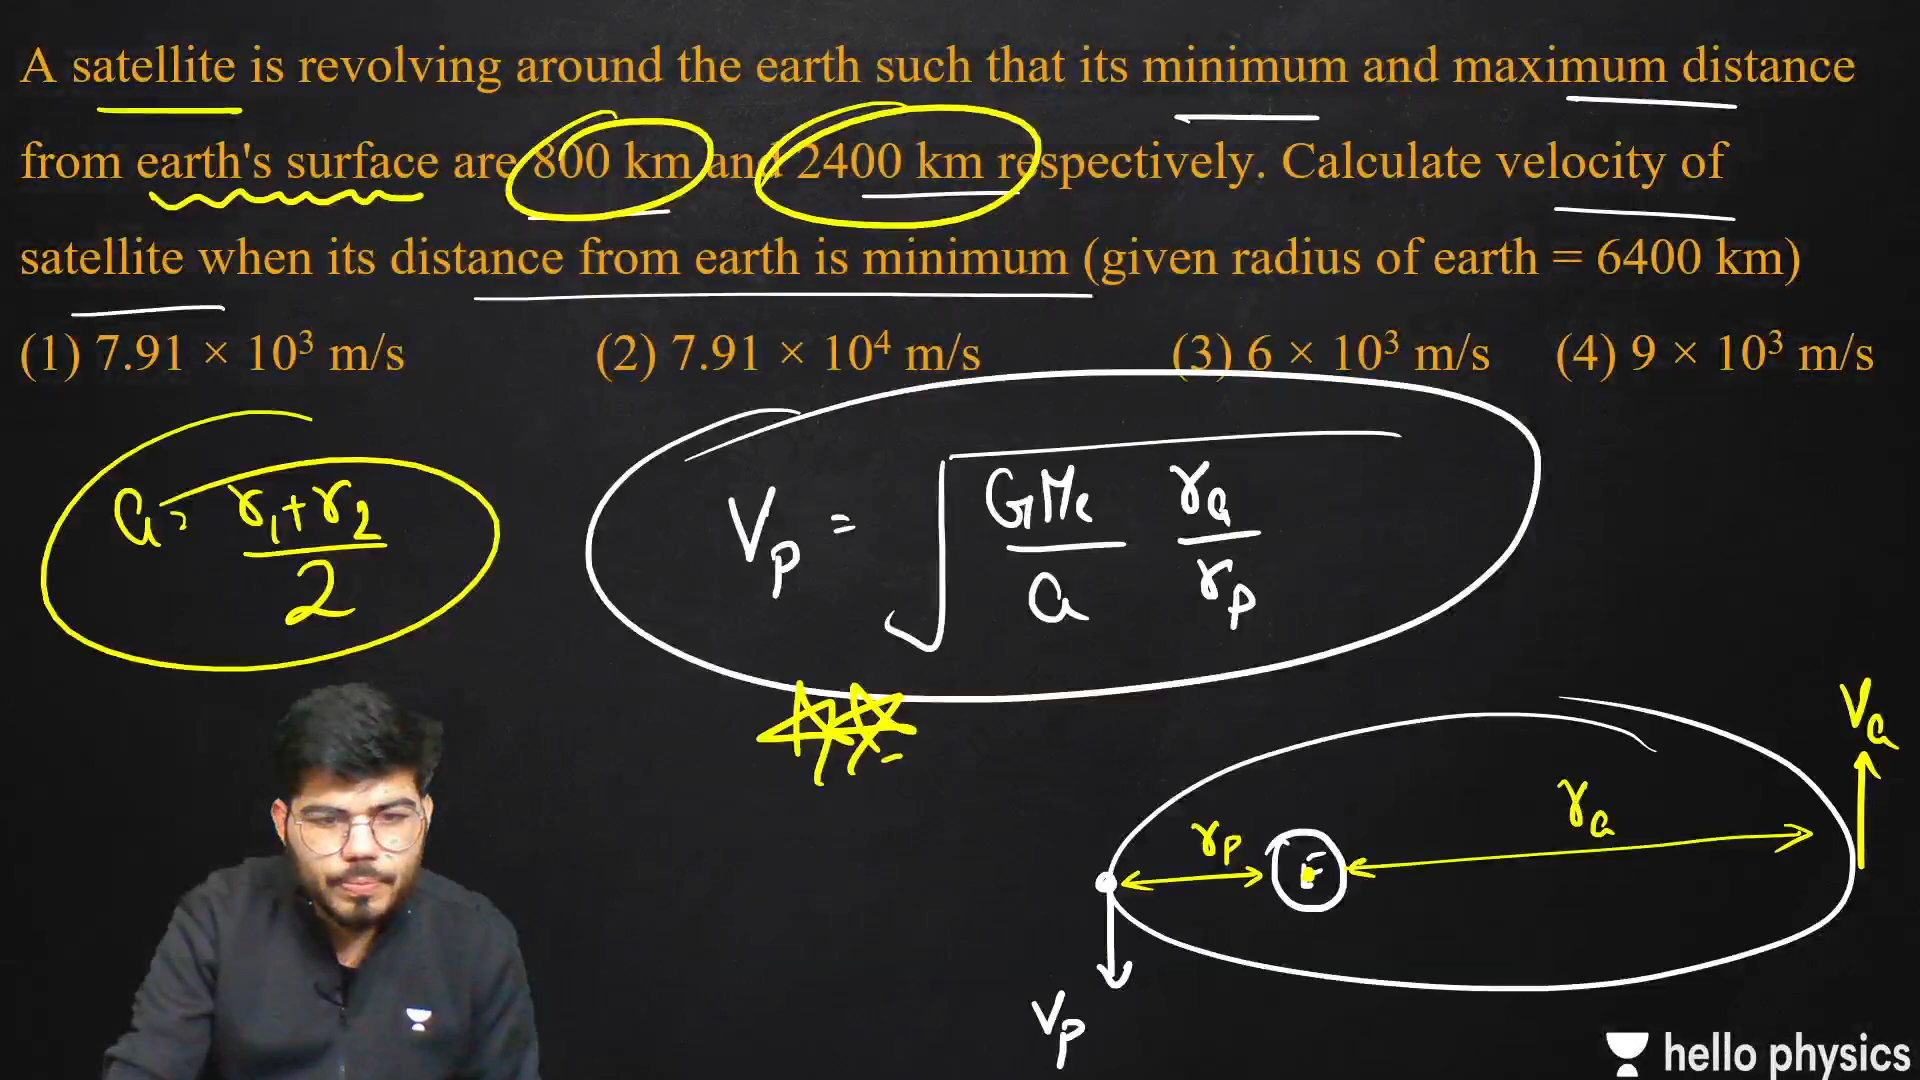 A satellite is revolving around the earth such that its minimum and maximum distance
from earth's surface are 800 km and 2400 km respectively. Calculate velocity of
satellite when its distance from earth is minimum (given radius of earth = 6400 km)
(1) 7.91 × 10³ m/s (2) 7.91 × 10⁴ m/s (3) 6 × 10³ m/s (4) 9 × 10³ m/s
a = r₁+r₂ / 2
Vp = √ GMe / a ra / rp
Va
ra
rp
E
Vp
hello physics